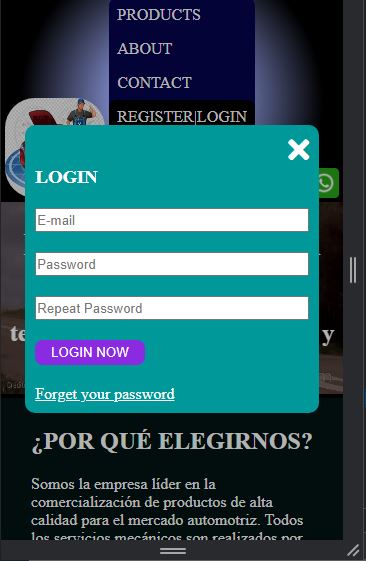 PRODUCTS
ABOUT
CONTACT
REGISTER|LOGIN
LOGIN
E-mail
Password
Repeat Password
LOGIN NOW
Forget your password
te y
¿POR QUÉ ELEGIRNOS?
Somos la empresa líder en la
comercialización de productos de alta
calidad para el mercado automotriz. Todos
los servicios mecánicos son realizados por